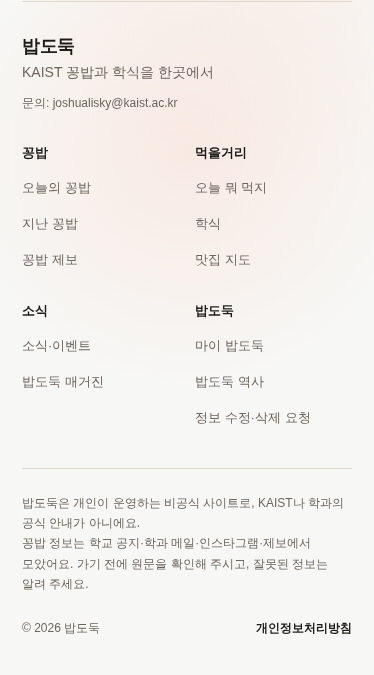 밥도둑
KAIST 꽁밥과 학식을 한곳에서
문의: joshualisky@kaist.ac.kr
꽁밥
오늘의 꽁밥
지난 꽁밥
꽁밥 제보
먹을거리
오늘 뭐 먹지
학식
맛집 지도
소식
소식·이벤트
밥도둑 매거진
밥도둑
마이 밥도둑
밥도둑 역사
정보 수정·삭제 요청
밥도둑은 개인이 운영하는 비공식 사이트로, KAIST나 학과의
공식 안내가 아니에요.
꽁밥 정보는 학교 공지·학과 메일·인스타그램·제보에서
모았어요. 가기 전에 원문을 확인해 주시고, 잘못된 정보는
알려 주세요.
© 2026 밥도둑
개인정보처리방침